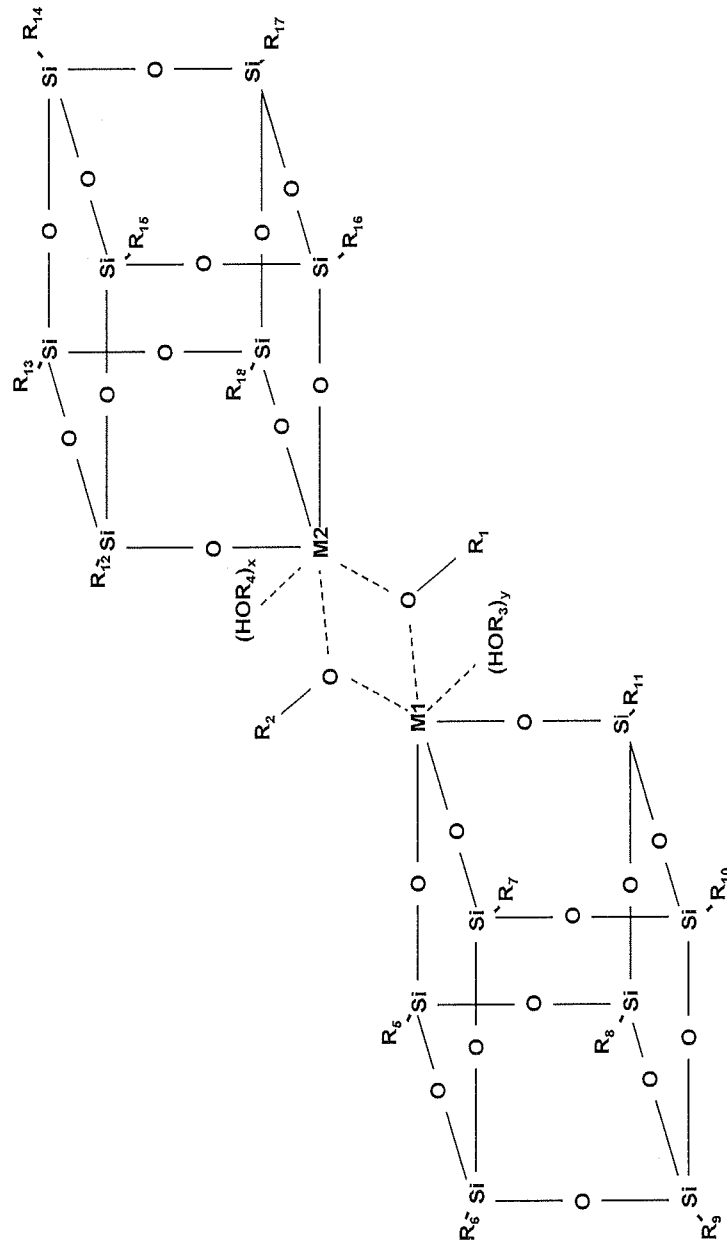 R13 R14
Si O Si
O O
R12 Si O Si
R15
O O
O O
(HOR4)x R18 Si O Si R17
R2
O O
O M2 O Si R16
O
R5 Si O M1
O O R1
R6 Si O Si R7 (HOR3)y
O O
O O
R8 Si O Si R11
O O
R9 Si O Si R10